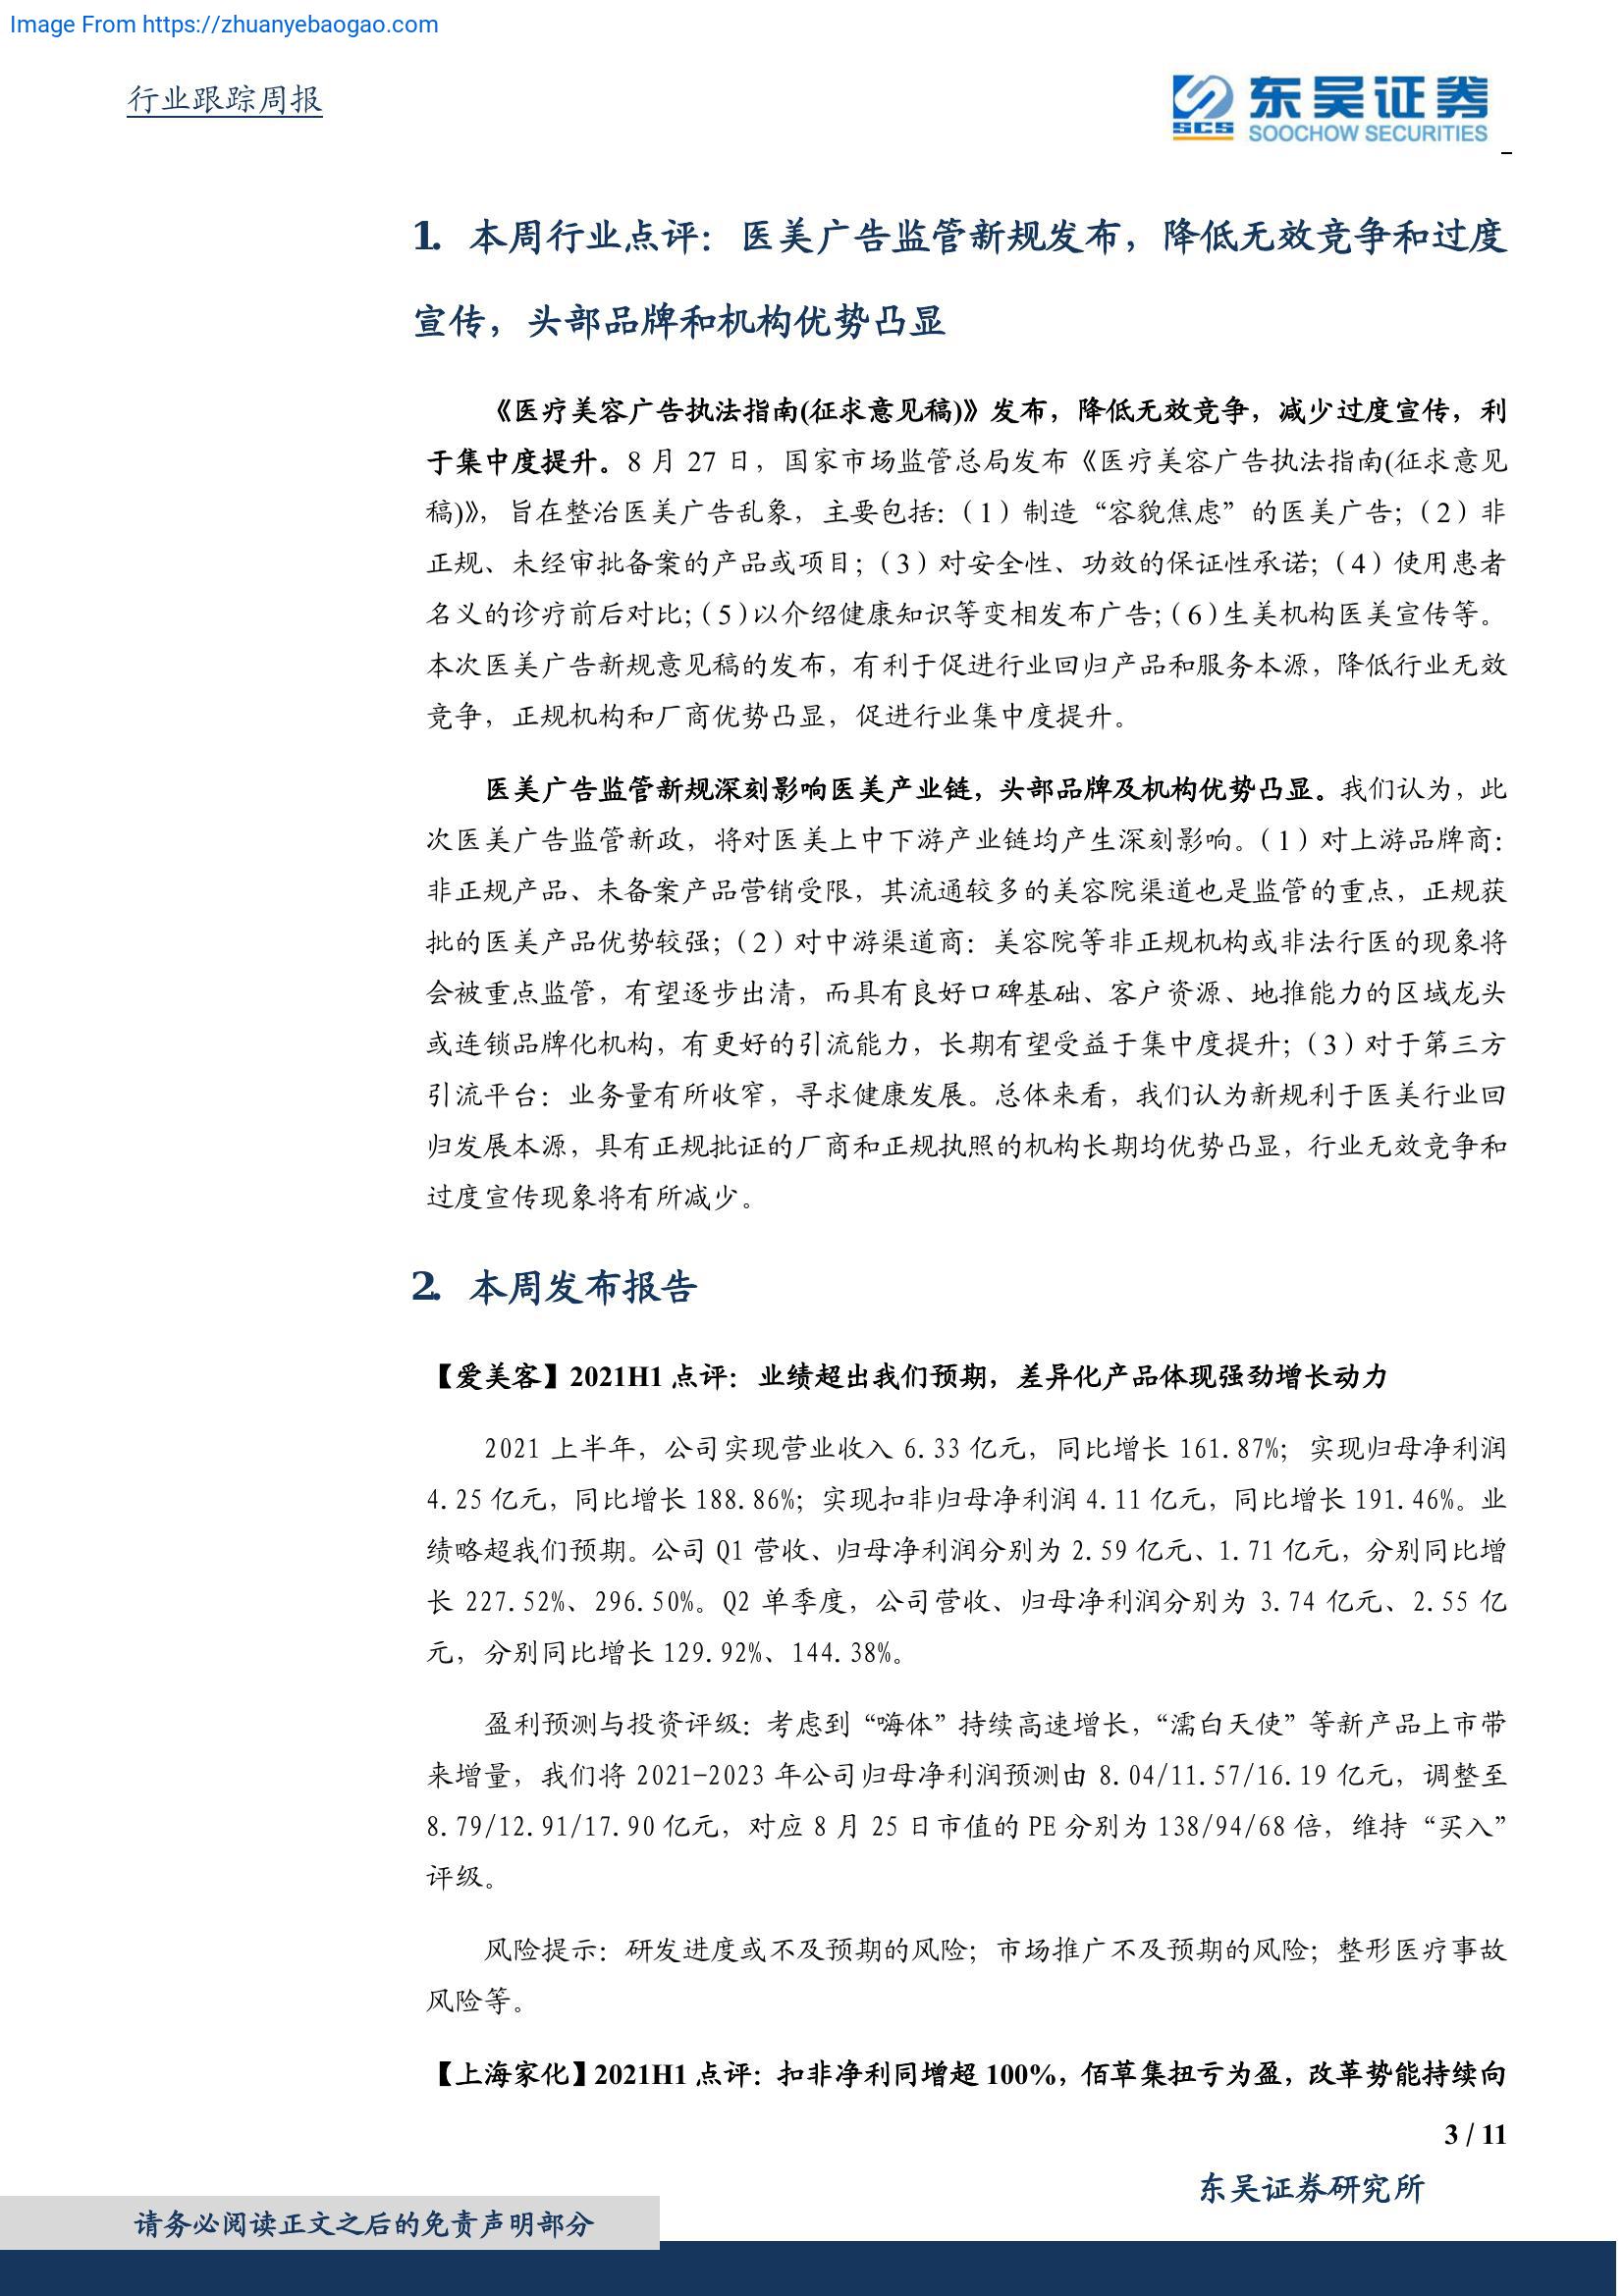 Image From https://zhuanyebaogao.com
行业跟踪周报
东吴证券
SCS
SOOCHOW SECURITIES
1. 本周行业点评：医美广告监管新规发布，降低无效竞争和过度
宣传，头部品牌和机构优势凸显
《医疗美容广告执法指南(征求意见稿)》发布，降低无效竞争，减少过度宣传，利
于集中度提升。8 月 27 日，国家市场监管总局发布《医疗美容广告执法指南(征求意见
稿)》，旨在整治医美广告乱象，主要包括：（1）制造“容貌焦虑”的医美广告；（2）非
正规、未经审批备案的产品或项目；（3）对安全性、功效的保证性承诺；（4）使用患者
名义的诊疗前后对比；（5）以介绍健康知识等变相发布广告；（6）生美机构医美宣传等。
本次医美广告新规意见稿的发布，有利于促进行业回归产品和服务本源，降低行业无效
竞争，正规机构和厂商优势凸显，促进行业集中度提升。
医美广告监管新规深刻影响医美产业链，头部品牌及机构优势凸显。我们认为，此
次医美广告监管新政，将对医美上中下游产业链均产生深刻影响。（1）对上游品牌商：
非正规产品、未备案产品营销受限，其流通较多的美容院渠道也是监管的重点，正规获
批的医美产品优势较强；（2）对中游渠道商：美容院等非正规机构或非法行医的现象将
会被重点监管，有望逐步出清，而具有良好口碑基础、客户资源、地推能力的区域龙头
或连锁品牌化机构，有更好的引流能力，长期有望受益于集中度提升；（3）对于第三方
引流平台：业务量有所收窄，寻求健康发展。总体来看，我们认为新规利于医美行业回
归发展本源，具有正规批证的厂商和正规执照的机构长期均优势凸显，行业无效竞争和
过度宣传现象将有所减少。
2. 本周发布报告
【爱美客】2021H1 点评：业绩超出我们预期，差异化产品体现强劲增长动力
2021 上半年，公司实现营业收入 6.33 亿元，同比增长 161.87%；实现归母净利润
4.25 亿元，同比增长 188.86%；实现扣非归母净利润 4.11 亿元，同比增长 191.46%。业
绩略超我们预期。公司 Q1 营收、归母净利润分别为 2.59 亿元、1.71 亿元，分别同比增
长 227.52%、296.50%。Q2 单季度，公司营收、归母净利润分别为 3.74 亿元、2.55 亿
元，分别同比增长 129.92%、144.38%。
盈利预测与投资评级：考虑到“嗨体”持续高速增长，“濡白天使”等新产品上市带
来增量，我们将 2021-2023 年公司归母净利润预测由 8.04/11.57/16.19 亿元，调整至
8.79/12.91/17.90 亿元，对应 8 月 25 日市值的 PE 分别为 138/94/68 倍，维持“买入”
评级。
风险提示：研发进度或不及预期的风险；市场推广不及预期的风险；整形医疗事故
风险等。
【上海家化】2021H1 点评：扣非净利同增超 100%，佰草集扭亏为盈，改革势能持续向
3 / 11
东吴证券研究所
请务必阅读正文之后的免责声明部分